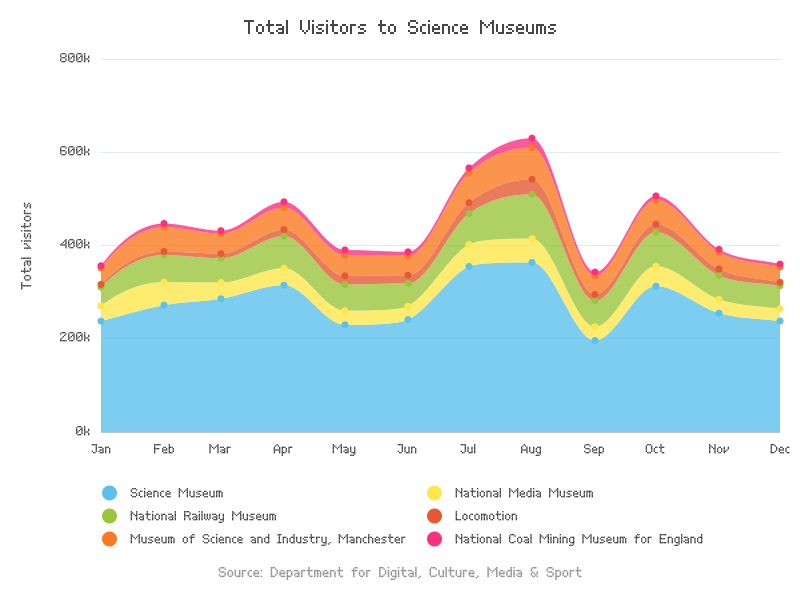 Total Visitors to Science Museums
800k
600k
400k
200k
0k
Total visitors
Jan Feb Mar Apr May Jun Jul Aug Sep Oct Nov Dec
Science Museum National Media Museum
National Railway Museum Locomotion
Museum of Science and Industry, Manchester National Coal Mining Museum for England
Source: Department for Digital, Culture, Media & Sport